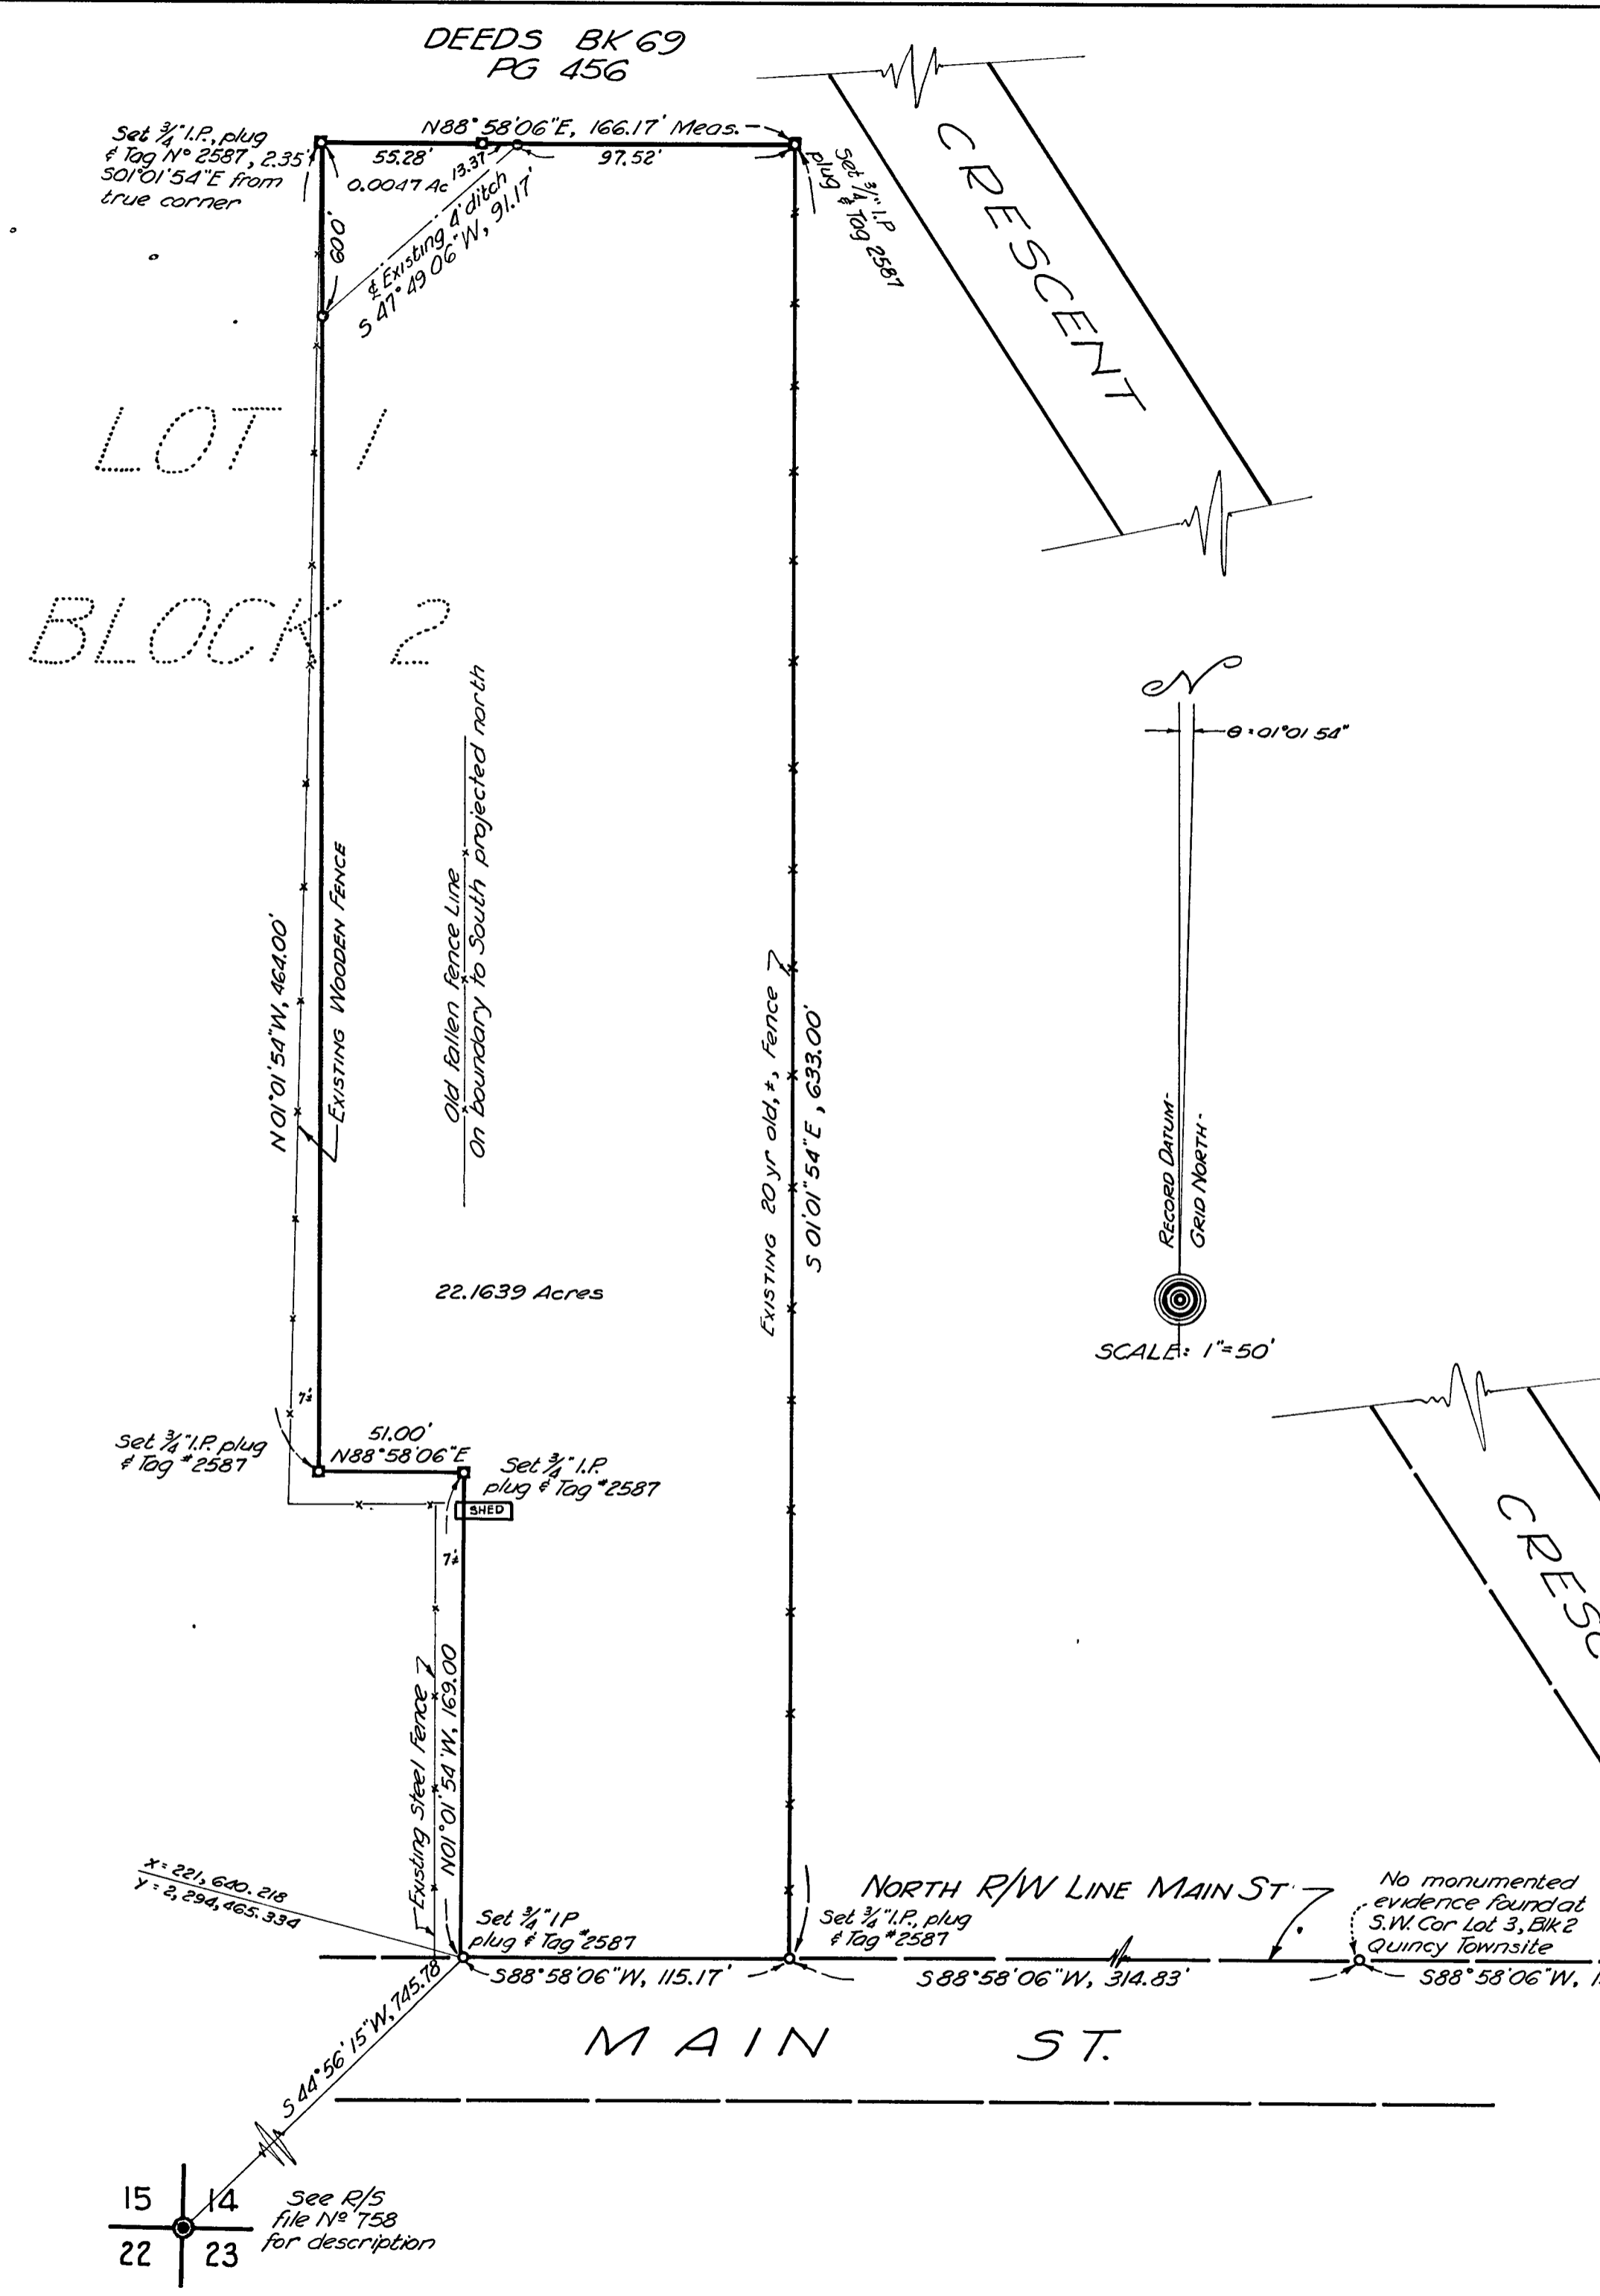 DEEDS BK 69
PG 456
N88°58'06"E, 166.17' Meas.
Set 3/4" I.P., plug
& Tag Nº 2587, 2.35'
S01°01'54"E from
true corner
55.28'
13.37'
97.52'
0.0047 Ac
600'
℄ Existing 4' ditch
S 47° 49 06" W, 91.17'
Set 3/4" I.P
plug
& Tag 2587
CRESCENT
LOT 1
BLOCK 2
N
θ = 01°01 54"
RECORD DATUM-
GRID NORTH-
SCALE: 1"=50'
N01°01'54"W, 464.00'
EXISTING WOODEN FENCE
Old fallen fence Line
On boundary to South projected north
EXISTING 20 yr old, ±, Fence
S 01'01"54"E, 633.00'
22.1639 Acres
7'±
51.00'
N88°58'06"E
Set 3/4" I.P. plug
& Tag #2587
Set 3/4" I.P.
plug & Tag #2587
SHED
7'±
CRESC
Existing Steel Fence
N01°01'54"W, 169.00
X = 221,640.218
Y = 2,294,465.334
Set 3/4" IP
plug & Tag #2587
Set 3/4" I.P., plug
& Tag #2587
NORTH R/W LINE MAIN ST.
No monumented
evidence found at
S.W. Cor Lot 3, Blk 2
Quincy Townsite
S88°58'06"W, 115.17'
S88°58'06"W, 314.83'
S88°58'06"W, 1
MAIN ST.
S 44°56'15"W, 745.78'
15 14
22 23
See R/S
file Nº 758
for description